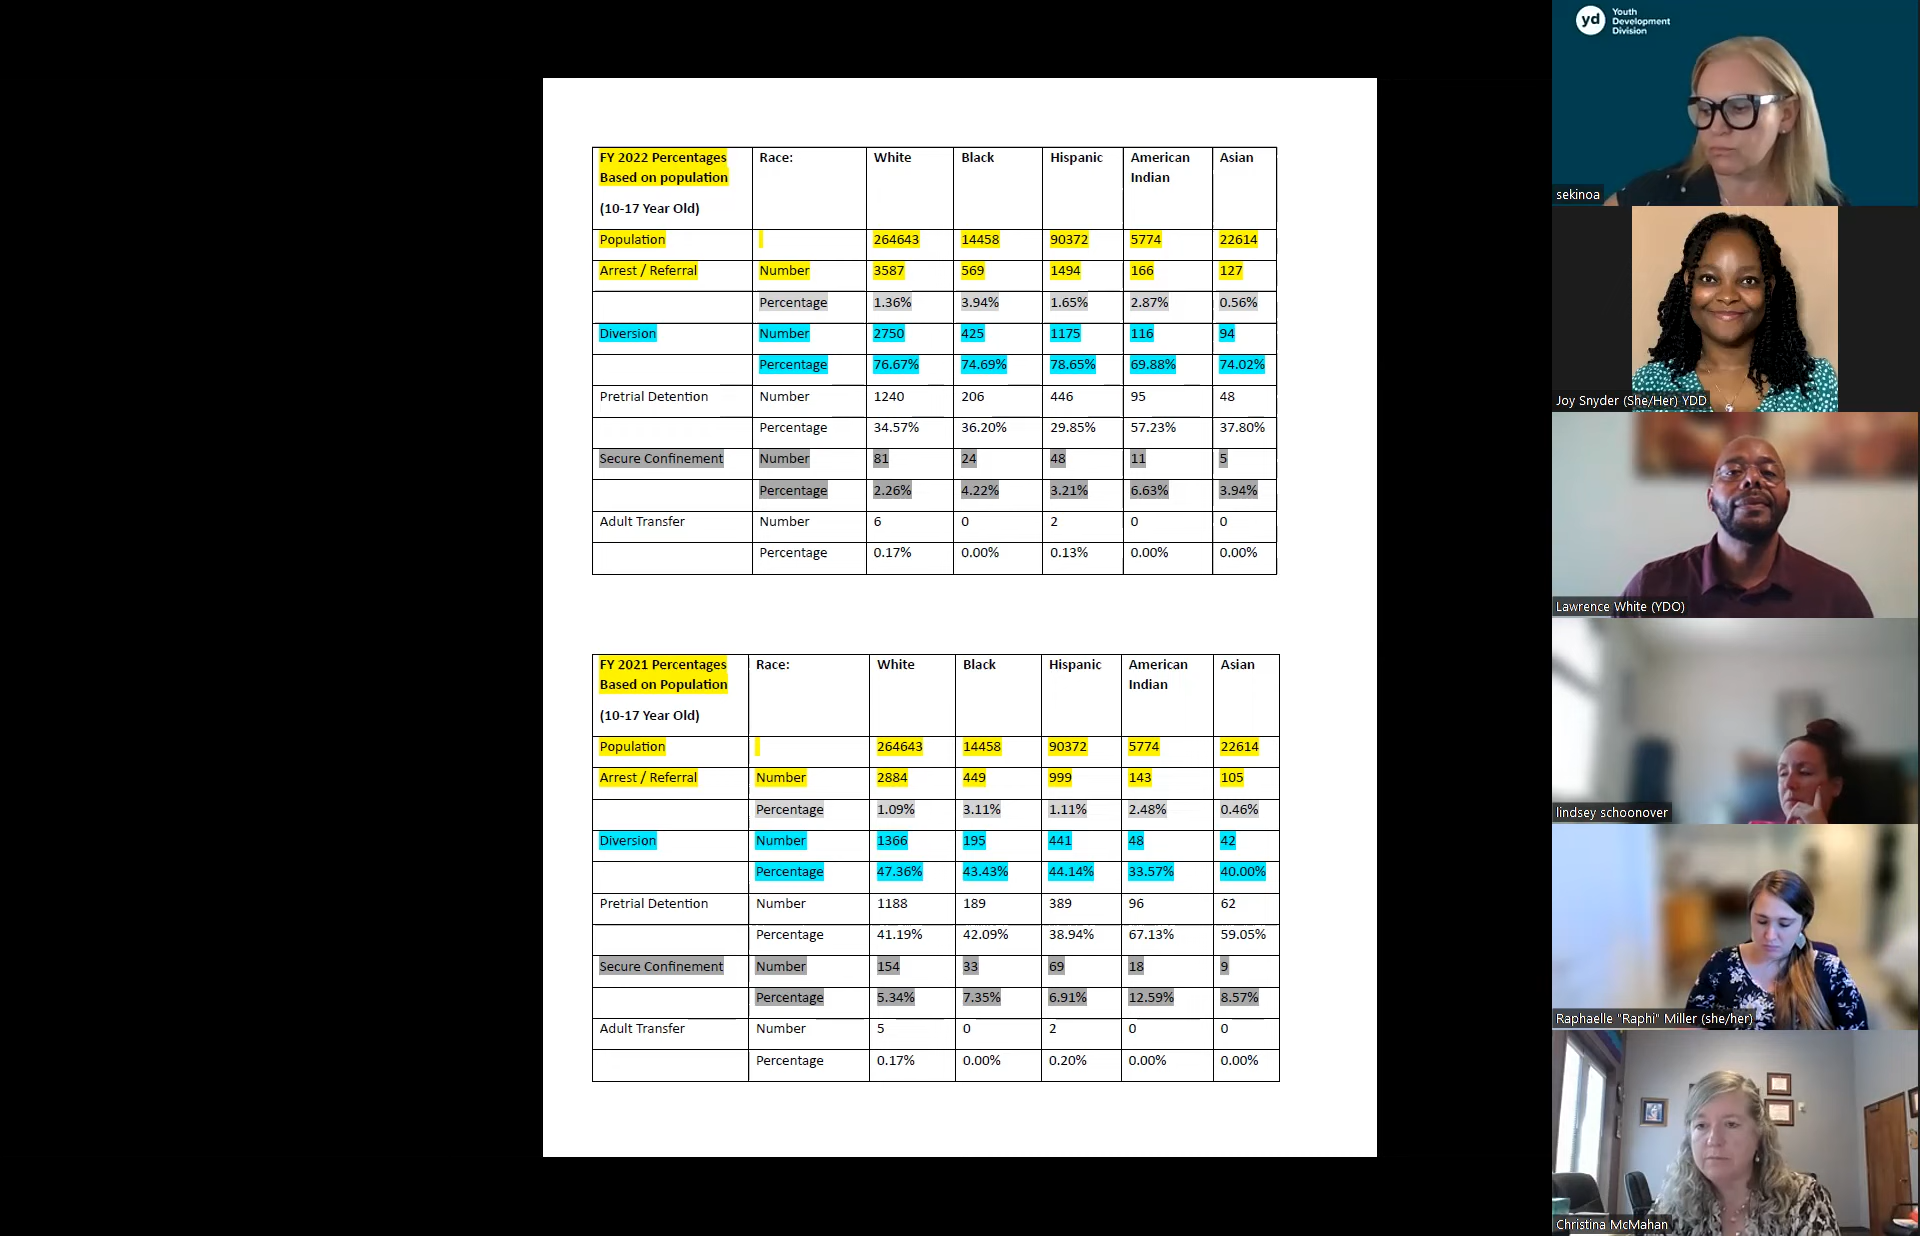 FY 2022 Percentages Based on population (10-17 Year Old) Race: White Black Hispanic American Indian Asian
Population 264643 14458 90372 5774 22614
Arrest / Referral Number 3587 569 1494 166 127
Percentage 1.36% 3.94% 1.65% 2.87% 0.56%
Diversion Number 2750 425 1175 116 94
Percentage 76.67% 74.69% 78.65% 69.88% 74.02%
Pretrial Detention Number 1240 206 446 95 48
Percentage 34.57% 36.20% 29.85% 57.23% 37.80%
Secure Confinement Number 81 24 48 11 5
Percentage 2.26% 4.22% 3.21% 6.63% 3.94%
Adult Transfer Number 6 0 2 0 0
Percentage 0.17% 0.00% 0.13% 0.00% 0.00%
FY 2021 Percentages Based on Population (10-17 Year Old) Race: White Black Hispanic American Indian Asian
Population 264643 14458 90372 5774 22614
Arrest / Referral Number 2884 449 999 143 105
Percentage 1.09% 3.11% 1.11% 2.48% 0.46%
Diversion Number 1366 195 441 48 42
Percentage 47.36% 43.43% 44.14% 33.57% 40.00%
Pretrial Detention Number 1188 189 389 96 62
Percentage 41.19% 42.09% 38.94% 67.13% 59.05%
Secure Confinement Number 154 33 69 18 9
Percentage 5.34% 7.35% 6.91% 12.59% 8.57%
Adult Transfer Number 5 0 2 0 0
Percentage 0.17% 0.00% 0.20% 0.00% 0.00%
yd Youth
Development
Division
sekinoa
Joy Snyder (She/Her) YDD
Lawrence White (YDO)
lindsey schoonover
Raphaelle "Raphi" Miller (she/her)
Christina McMahan